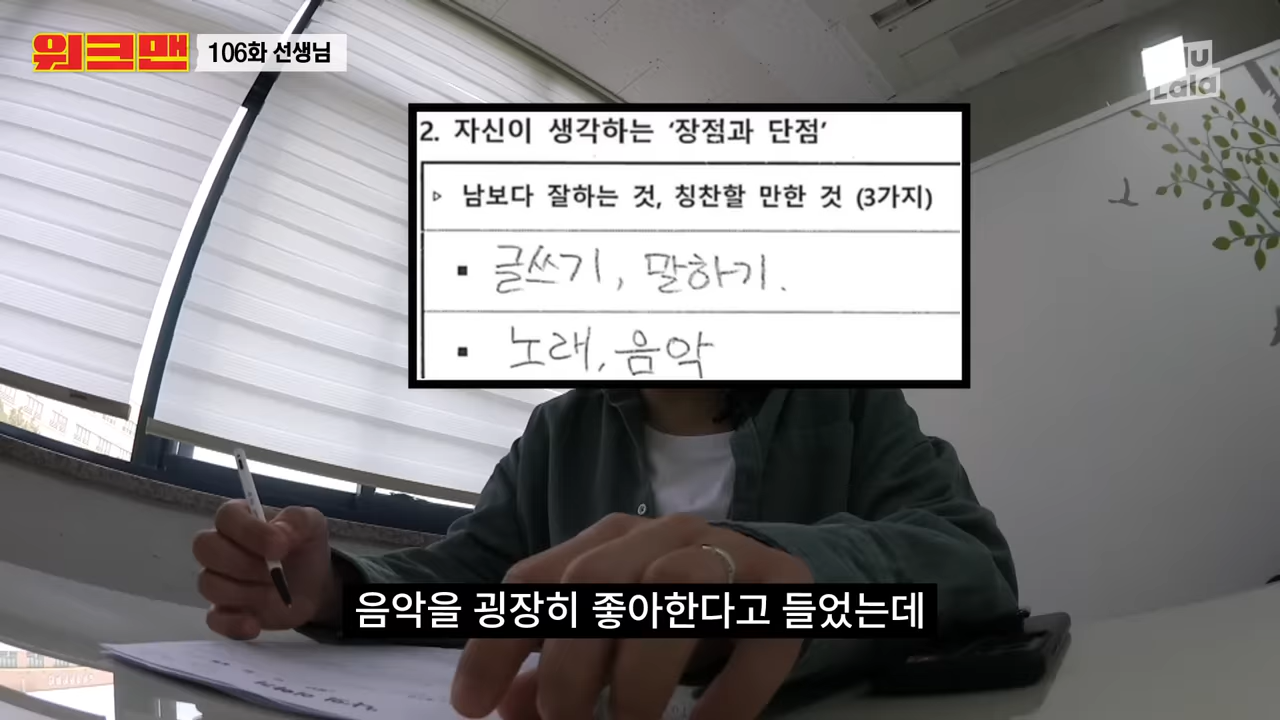 워크맨 106화 선생님
lululala
2. 자신이 생각하는 ‘장점과 단점’
▹ 남보다 잘하는 것, 칭찬할 만한 것 (3가지)
▪ 글쓰기, 말하기.
▪ 노래, 음악
음악을 굉장히 좋아한다고 들었는데